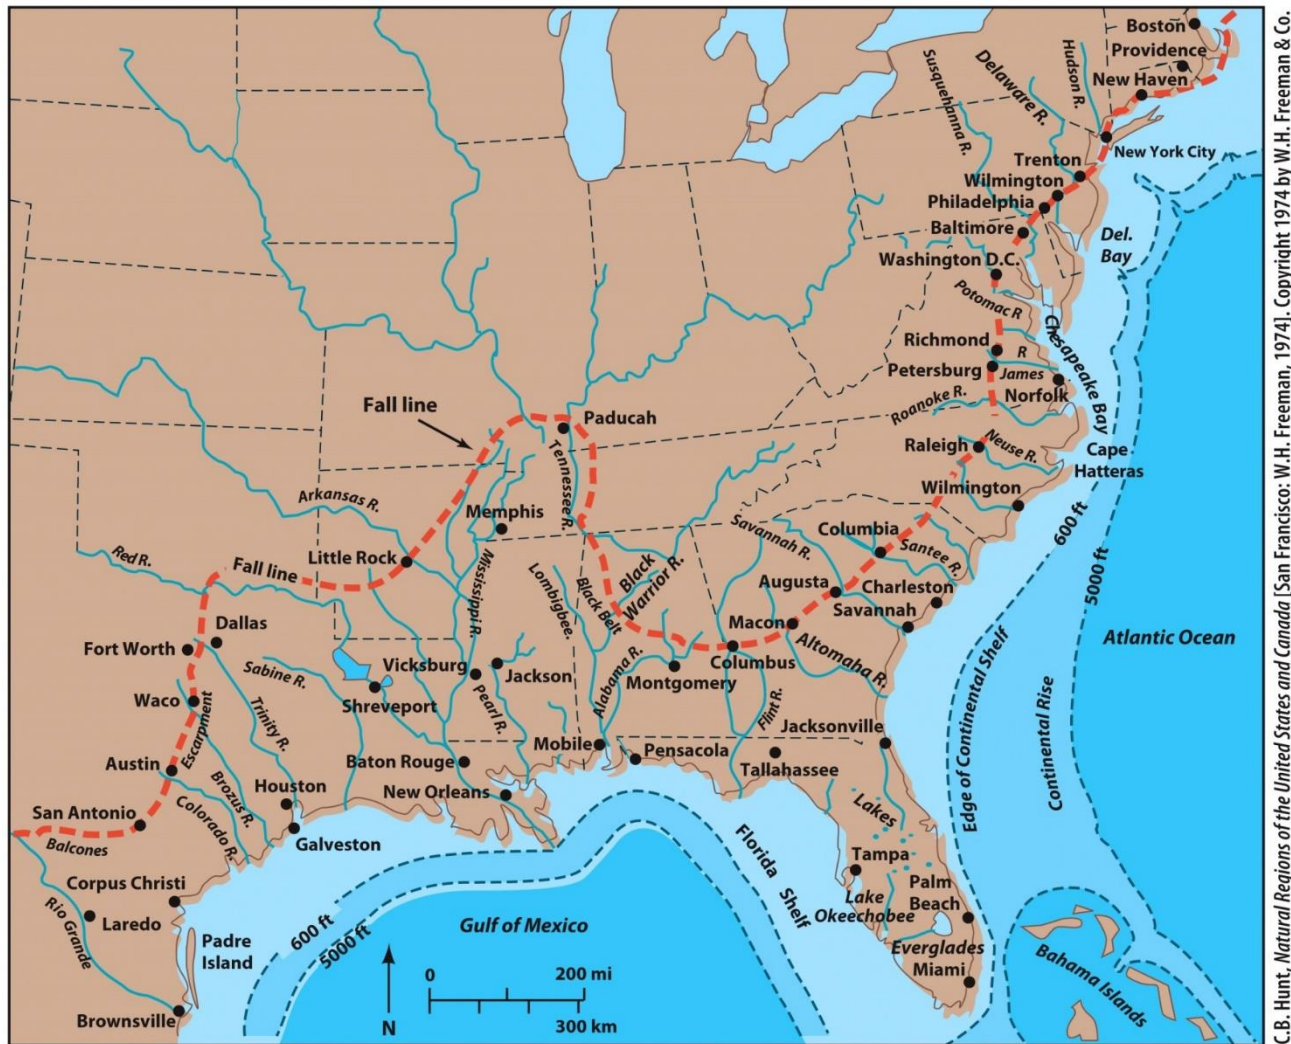 Boston
Providence
New Haven
Hudson R.
Delaware R.
Susquehanna R.
New York City
Trenton
Wilmington
Philadelphia
Baltimore
Del.
Bay
Washington D.C.
Potomac R
Chesapeake Bay
Richmond
R
Petersburg
James
Norfolk
Roanoke R.
Fall line
Paducah
Raleigh
Neuse R.
Cape
Hatteras
Tennessee R.
Arkansas R.
Wilmington
Memphis
Savannah R.
Columbia
Santee R.
600 ft
5000 ft
Red R.
Fall line
Little Rock
Mississippi R.
Lombigbee.
Black Belt
Black
Warrior R.
Augusta
Charleston
Savannah
Macon
Altomaha R.
Atlantic Ocean
Dallas
Fort Worth
Sabine R.
Vicksburg
Jackson
Columbus
Alabama R.
Montgomery
Edge of Continental Shelf
Continental Rise
Waco
Escarpment
Trinity R.
Shreveport
Pearl R.
Flint R.
Jacksonville
Mobile
Pensacola
Tallahassee
Austin
Baton Rouge
Houston
New Orleans
Brozus R.
Colorado R.
San Antonio
Balcones
Galveston
Lakes
Florida Shelf
Tampa
Palm
Beach
Lake
Okeechobee
Corpus Christi
Laredo
Rio Grande
Padre
Island
600 ft
5000 ft
Gulf of Mexico
Everglades
Miami
Bahama Islands
Brownsville
N
0 200 mi
300 km
C.B. Hunt, Natural Regions of the United States and Canada [San Francisco: W.H. Freeman, 1974]. Copyright 1974 by W.H. Freeman & Co.